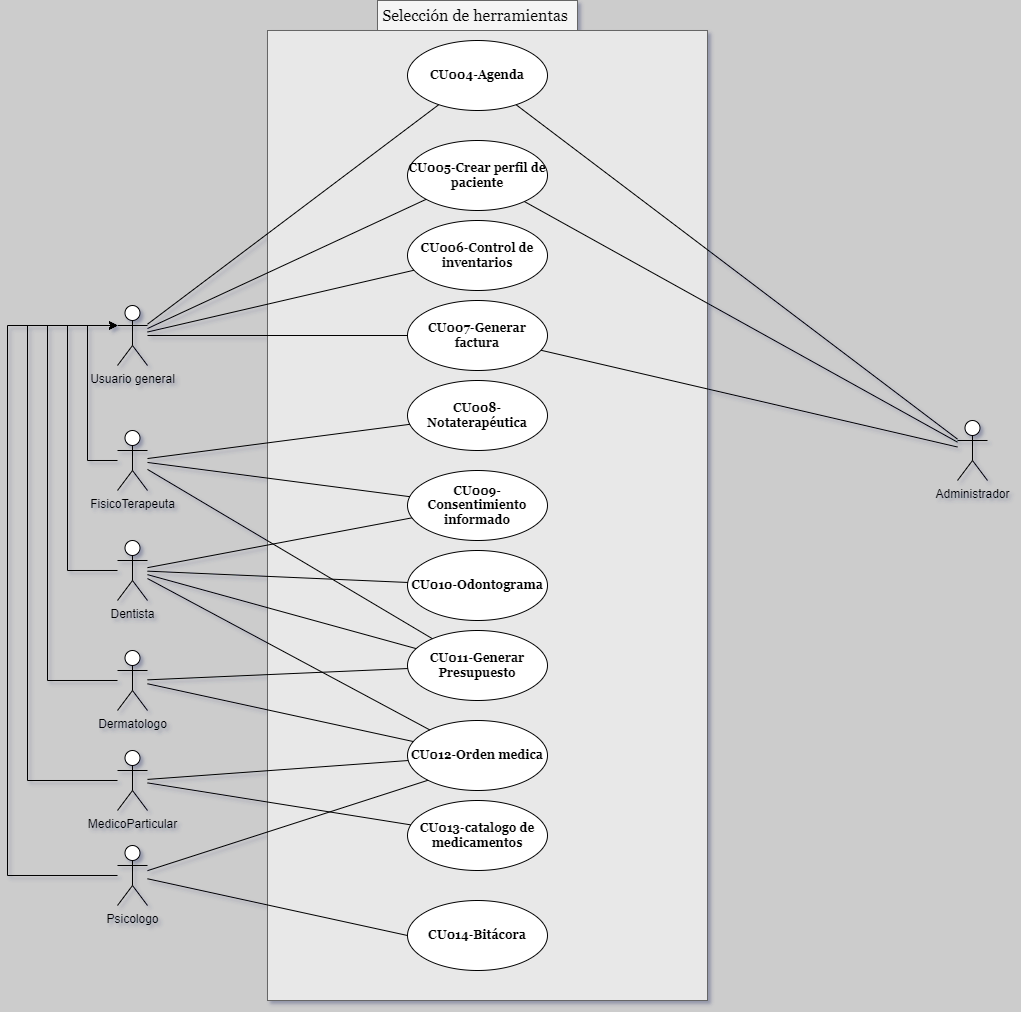 Selección de herramientas
CU004-Agenda
CU005-Crear perfil de
paciente
CU006-Control de
inventarios
CU007-Generar
factura
Usuario general
CU008-
Notaterapéutica
Administrador
FisicoTerapeuta
CU009-
Consentimiento
informado
CU010-Odontograma
Dentista
CU011-Generar
Presupuesto
Dermatologo
CU012-Orden medica
MedicoParticular
CU013-catalogo de
medicamentos
Psicologo
CU014-Bitácora